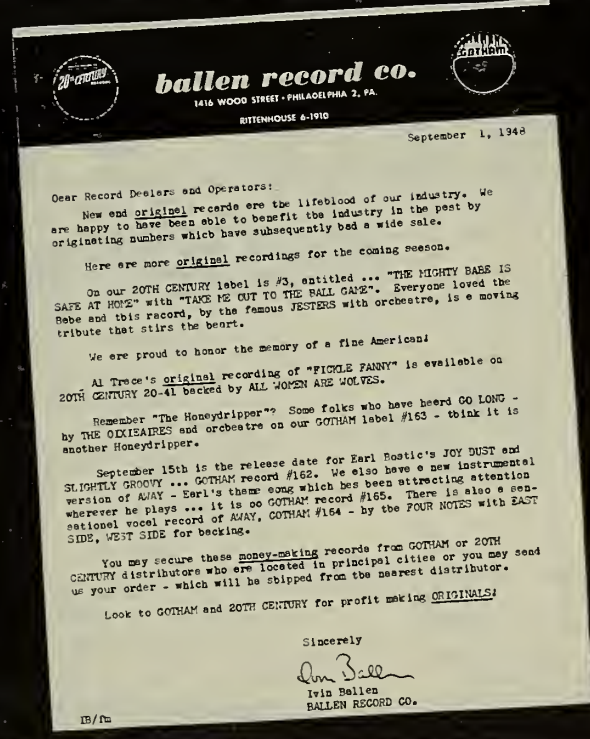 20th CENTURY
GOTHAM
ballen record co.
1416 WOOD STREET • PHILADELPHIA 2, PA.
RITTENHOUSE 6-1910
September 1, 1948
Dear Record Dealers and Operators:
New and original records are the lifeblood of our industry. We
are happy to have been able to benefit the industry in the past by
originating numbers which have subsequently had a wide sale.
Here are more original recordings for the coming season.
On our 20TH CENTURY label is #3, entitled ... "THE MIGHTY BABE IS
SAFE AT HOME" with "TAKE ME OUT TO THE BALL GAME". Everyone loved the
Babe and this record, by the famous JESTERS with orchestra, is a moving
tribute that stirs the heart.
We are proud to honor the memory of a fine American!
Al Trace's original recording of "FICKLE FANNY" is available on
20TH CENTURY 20-41 backed by ALL WOMEN ARE WOLVES.
Remember "The Honeydripper"? Some folks who have heard GO LONG -
by THE DIXIEAIRES and orchestra on our GOTHAM label #163 - think it is
another Honeydripper.
September 15th is the release date for Earl Bostic's JOY DUST and
SLIGHTLY GROOVY ... GOTHAM record #162. We also have a new instrumental
version of AWAY - Earl's theme song which has been attracting attention
wherever he plays ... it is on GOTHAM record #165. There is also a sen-
sational vocal record of AWAY, GOTHAM #164 - by the FOUR NOTES with EAST
SIDE, WEST SIDE for backing.
You may secure these money-making records from GOTHAM or 20TH
CENTURY distributors who are located in principal cities or you may send
us your order - which will be shipped from the nearest distributor.
Look to GOTHAM and 20TH CENTURY for profit making ORIGINALS!
Sincerely
Ivin Ballen
Ivin Ballen
BALLEN RECORD CO.
IB/fm